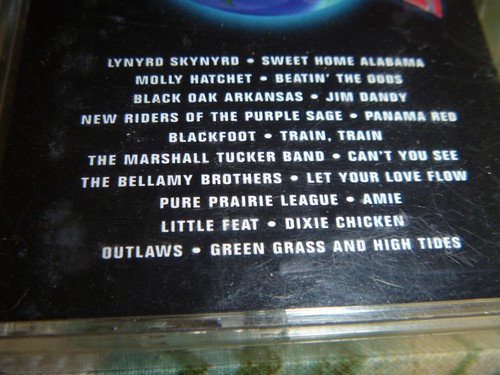 LYNYRD SKYNYRD • SWEET HOME ALABAMA
MOLLY HATCHET • BEATIN' THE ODDS
BLACK OAK ARKANSAS • JIM DANDY
NEW RIDERS OF THE PURPLE SAGE • PANAMA RED
BLACKFOOT • TRAIN, TRAIN
THE MARSHALL TUCKER BAND • CAN'T YOU SEE
THE BELLAMY BROTHERS • LET YOUR LOVE FLOW
PURE PRAIRIE LEAGUE • AMIE
LITTLE FEAT • DIXIE CHICKEN
OUTLAWS • GREEN GRASS AND HIGH TIDES